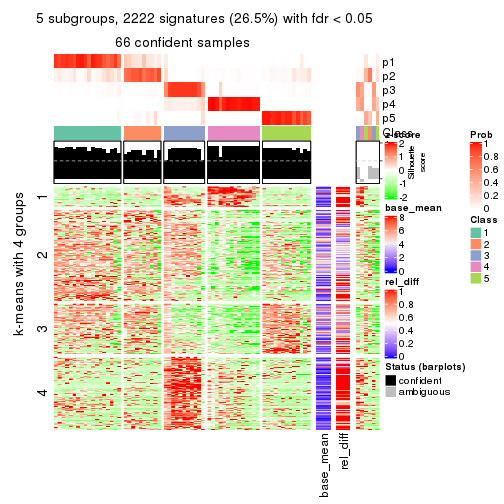 5 subgroups, 2222 signatures (26.5%) with fdr < 0.05
66 confident samples
p1
p2
p3
p4
p5
Class
Silhouette
score
1
2
3
4
k-means with 4 groups
base_mean
rel_diff
z-score
2
1
0
-1
-2
base_mean
8
6
4
2
0
rel_diff
1
0.8
0.6
0.4
0.2
0
Status (barplots)
confident
ambiguous
Prob
1
0.8
0.6
0.4
0.2
0
Class
1
2
3
4
5